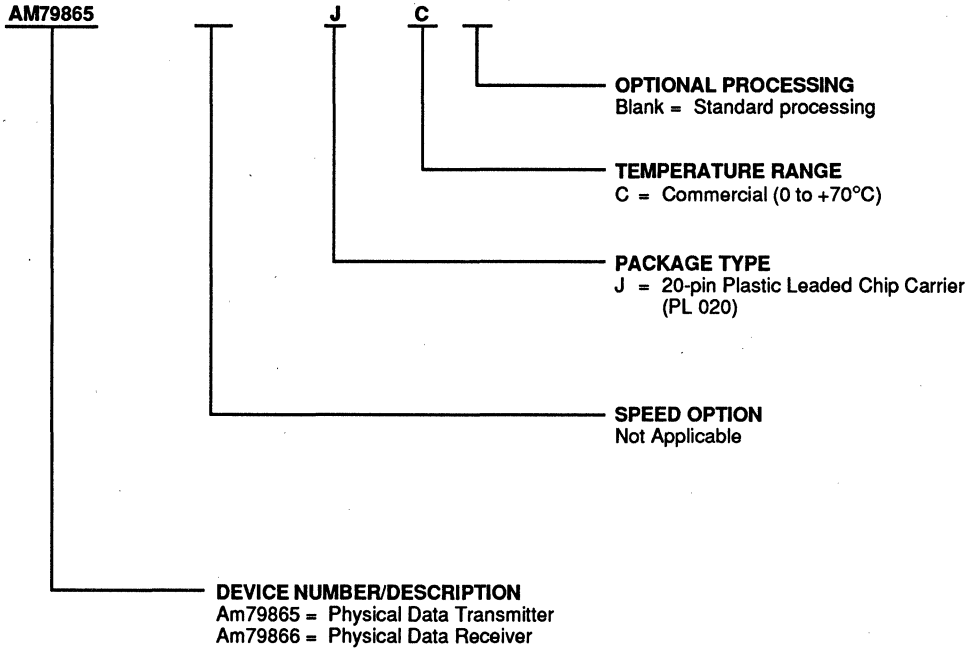 AM79865 J C
OPTIONAL PROCESSING
Blank = Standard processing
TEMPERATURE RANGE
C = Commercial (0 to +70°C)
PACKAGE TYPE
J = 20-pin Plastic Leaded Chip Carrier
(PL 020)
SPEED OPTION
Not Applicable
DEVICE NUMBER/DESCRIPTION
Am79865 = Physical Data Transmitter
Am79866 = Physical Data Receiver